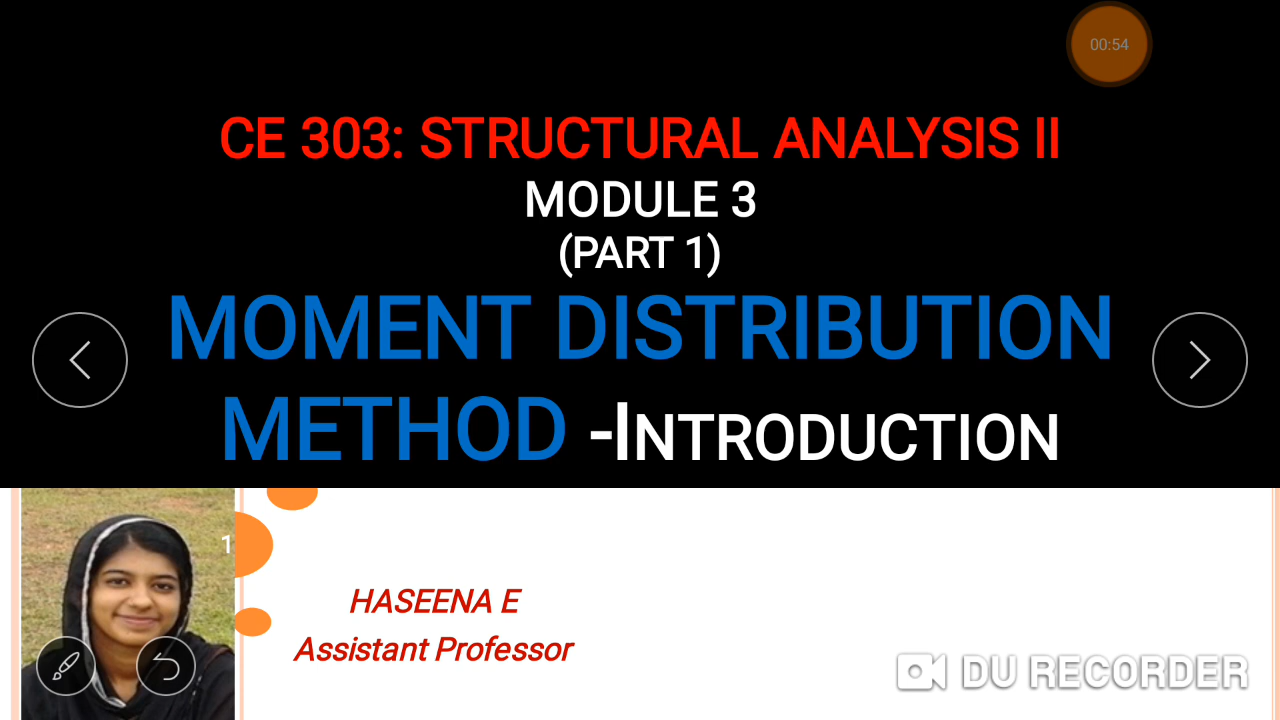 00:54
CE 303: STRUCTURAL ANALYSIS II
MODULE 3
(PART 1)
MOMENT DISTRIBUTION
METHOD -INTRODUCTION
1
HASEENA E
Assistant Professor
DU RECORDER